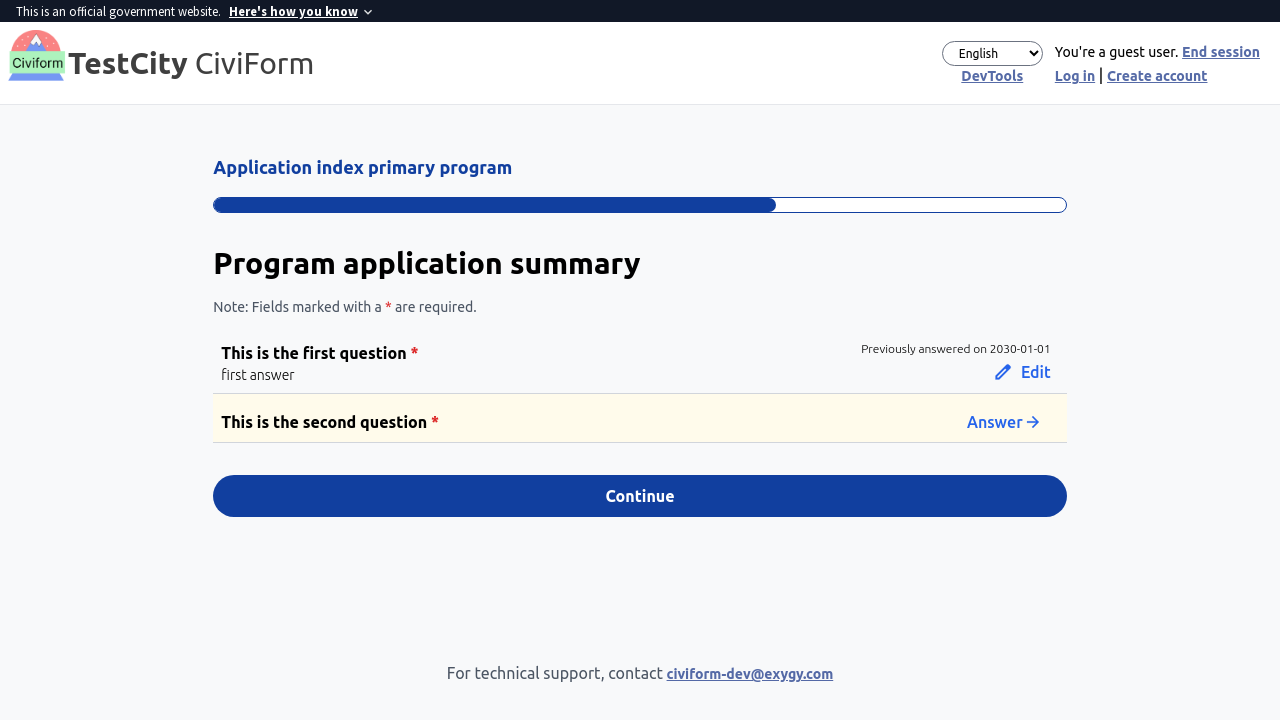 This is an official government website. Here's how you know
Civiform
TestCity CiviForm
English
You're a guest user. End session
DevTools
Log in | Create account
Application index primary program
Program application summary
Note: Fields marked with a * are required.
This is the first question *
Previously answered on 2030-01-01
first answer
Edit
This is the second question *
Answer
Continue
For technical support, contact civiform-dev@exygy.com